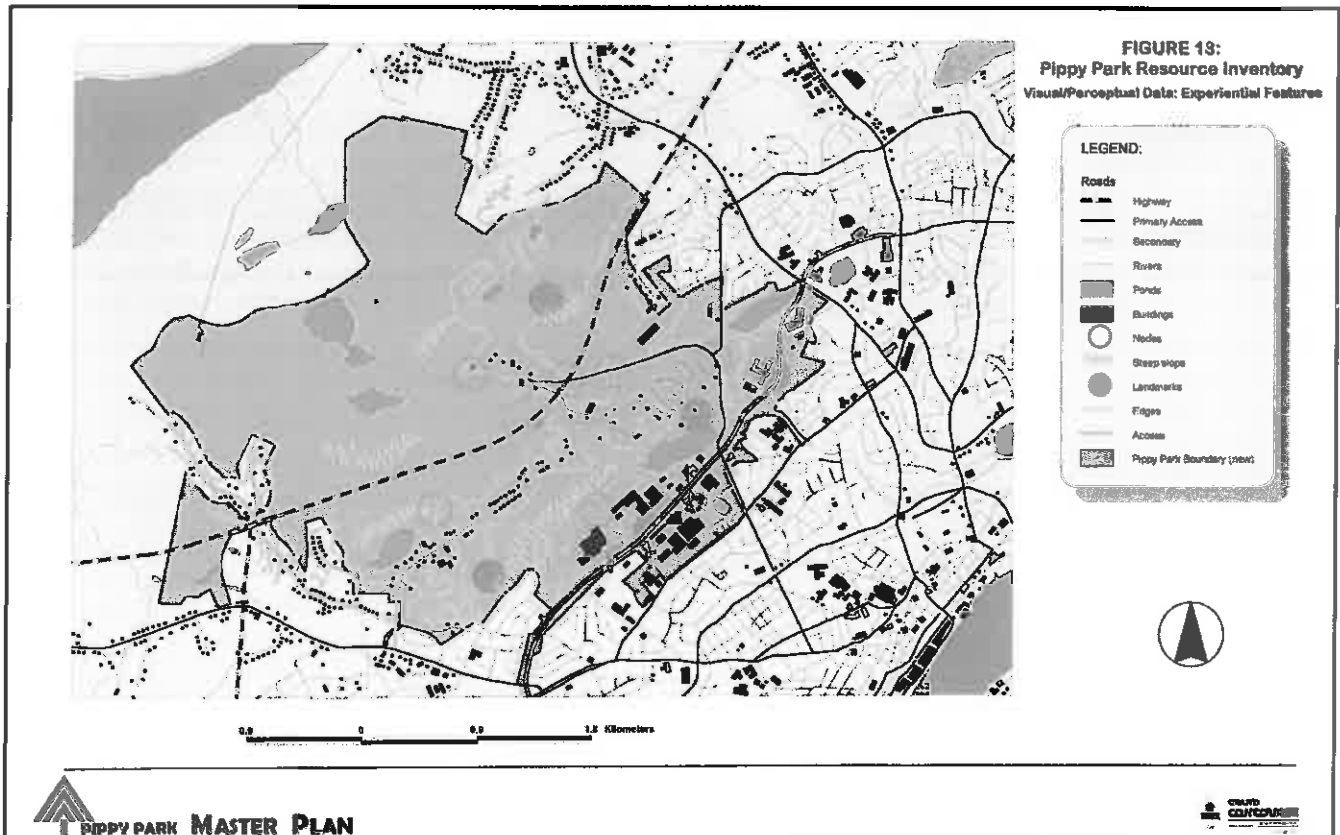 FIGURE 13:
Pippy Park Resource Inventory
Visual/Perceptual Data: Experiential Features
LEGEND:
Roads
Highway
Primary Access
Secondary
Rivers
Ponds
Buildings
Nodes
Steep slope
Landmarks
Edges
Access
Pippy Park Boundary (new)
0.9 0 0.9 1.8 Kilometers
PIPPY PARK MASTER PLAN